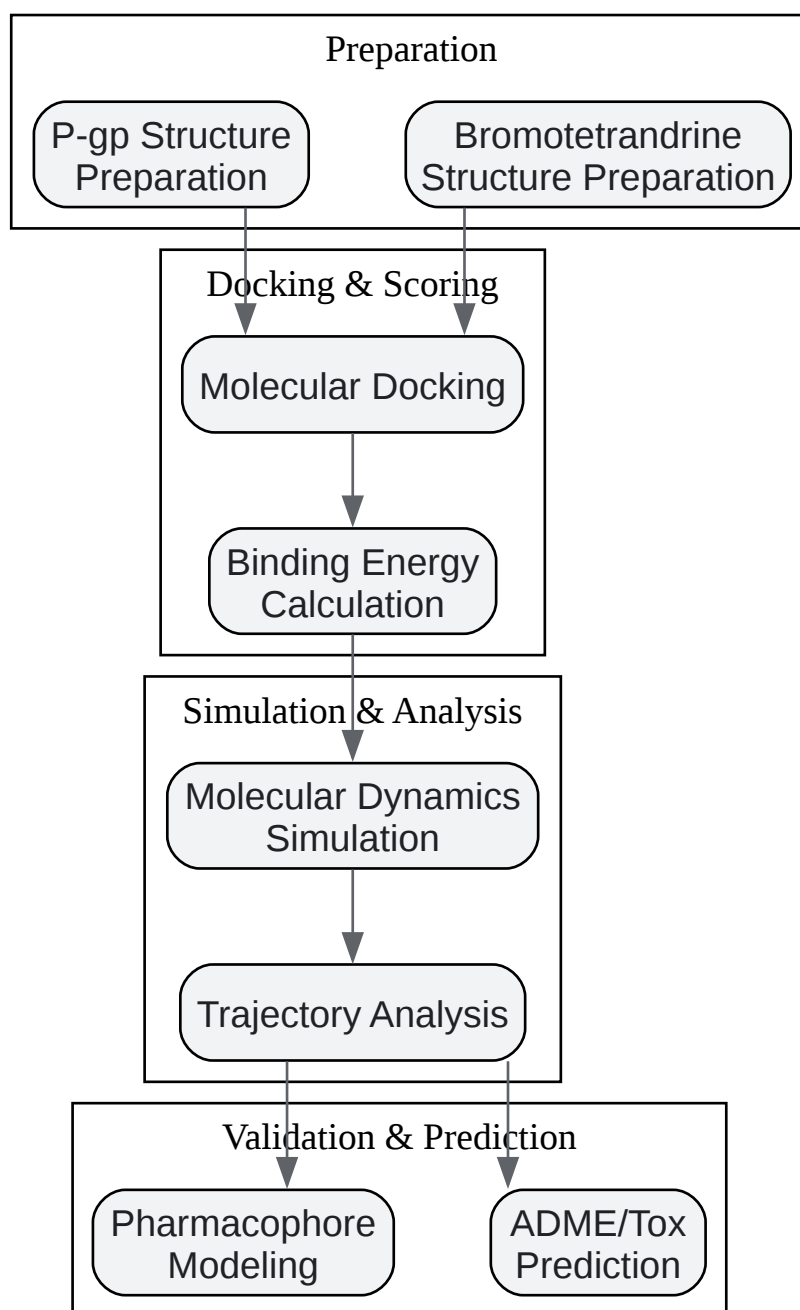 Preparation
P-gp Structure
Preparation
Bromotetrandrine
Structure Preparation
Docking & Scoring
Molecular Docking
Binding Energy
Calculation
Simulation & Analysis
Molecular Dynamics
Simulation
Trajectory Analysis
Validation & Prediction
Pharmacophore
Modeling
ADME/Tox
Prediction